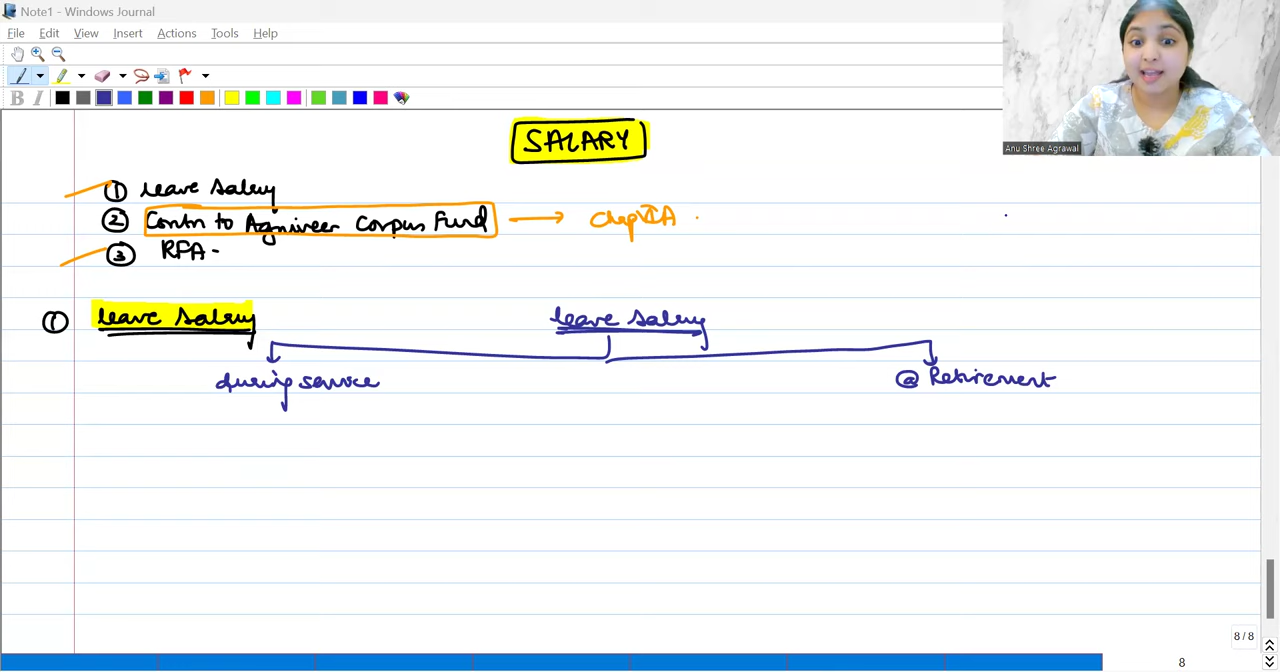 Note1 - Windows Journal
File Edit View Insert Actions Tools Help
B I
Anu Shree Agrawal
SALARY
① leave Salary
② Contn to Agniveer Corpus Fund → Chap VIA
③ RFA -
① leave Salary
leave Salary
during service
@ Retirement
8 / 8
8